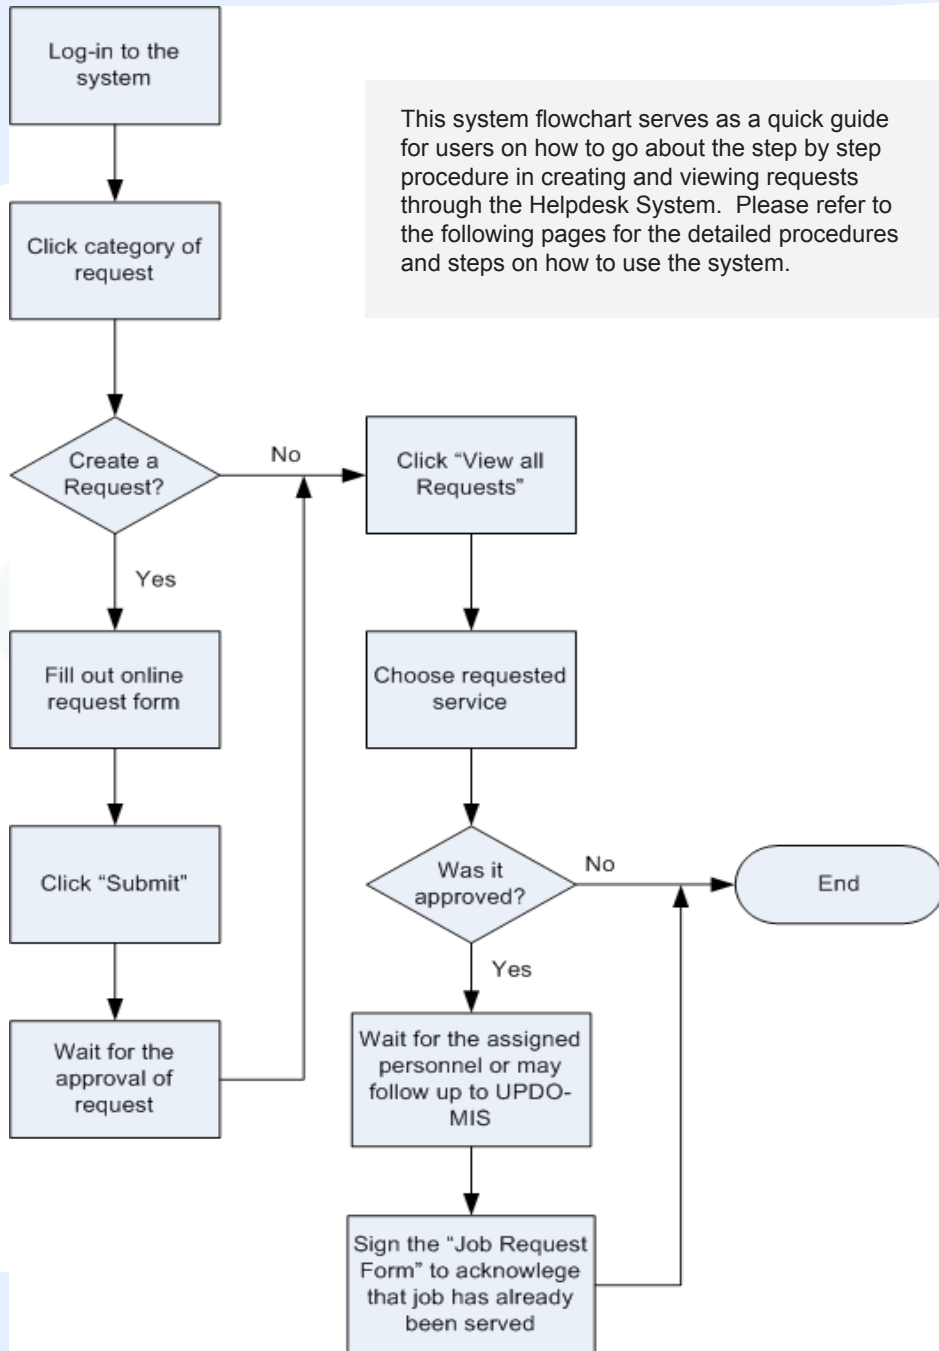 Log-in to the
system
This system flowchart serves as a quick guide
for users on how to go about the step by step
procedure in creating and viewing requests
through the Helpdesk System.  Please refer to
the following pages for the detailed procedures
and steps on how to use the system.
Click category of
request
Create a
Request?
No
Click “View all
Requests”
Yes
Fill out online
request form
Choose requested
service
Click “Submit”
Was it
approved?
No
End
Yes
Wait for the
approval of
request
Wait for the assigned
personnel or may
follow up to UPDO-
MIS
Sign the “Job Request
Form” to acknowlege
that job has already
been served